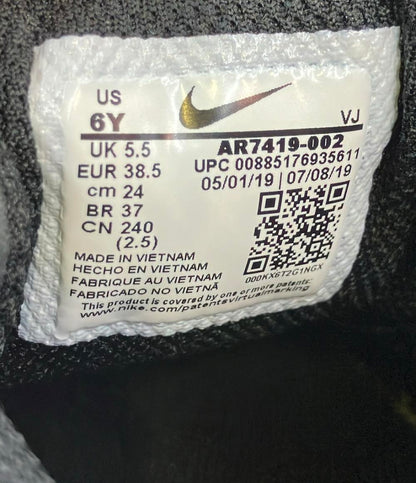 US
6Y
VJ
UK 5.5
EUR 38.5
cm 24
BR 37
CN 240
(2.5)
AR7419-002
UPC 00885176935611
05/01/19 | 07/08/19
000KX6T2G1NGX
MADE IN VIETNAM
HECHO EN VIETNAM
FABRIQUE AU VIETNAM
FABRICADO NO VIETNÃ
This product is covered by one or more patents.
www.nike.com/patentsvirtualmarking